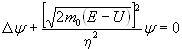 Δψ + [√2m₀(E − U)]² / η² ψ = 0